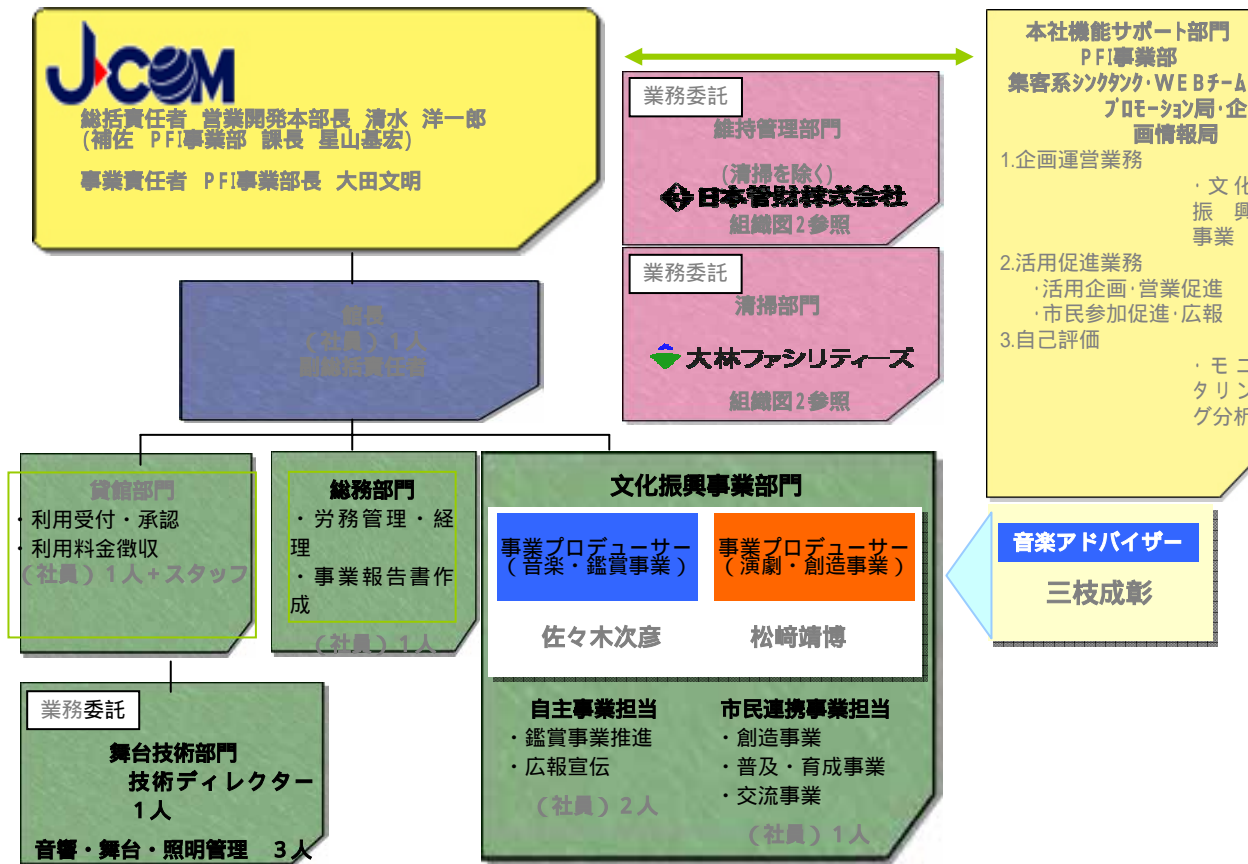 J:COM
総括責任者 営業開発本部長 清水 洋一郎
(補佐 PFI事業部 課長 星山基宏)
事業責任者 PFI事業部長 大田文明
業務委託
維持管理部門
(清掃を除く)
日本管財株式会社
組織図2参照
業務委託
清掃部門
大林ファシリティーズ
組織図2参照
本社機能サポート部門
PFI事業部
集客系シンクタンク・WEBチーム
プロモーション局・企
画情報局
1.企画運営業務
・文化
振 興
事業
2.活用促進業務
・活用企画・営業促進
・市民参加促進・広報
3.自己評価
・モニ
タリン
グ分析
館長
(社員)1人
副総括責任者
貸館部門
・利用受付・承認
・利用料金徴収
(社員)1人+スタッフ
総務部門
・労務管理・経
理
・事業報告書作
成
(社員)1人
文化振興事業部門
事業プロデューサー
(音楽・鑑賞事業)
佐々木次彦
事業プロデューサー
(演劇・創造事業)
松﨑靖博
自主事業担当
・鑑賞事業推進
・広報宣伝
(社員)2人
市民連携事業担当
・創造事業
・普及・育成事業
・交流事業
(社員)1人
音楽アドバイザー
三枝成彰
業務委託
舞台技術部門
技術ディレクター
1人
音響・舞台・照明管理 3人